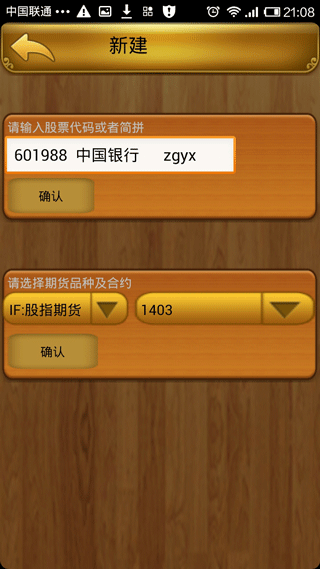 中国联通 ••• 21:08
新建
请输入股票代码或者简拼
601988 中国银行 zgyx
确认
请选择期货品种及合约
IF:股指期货 1403
确认